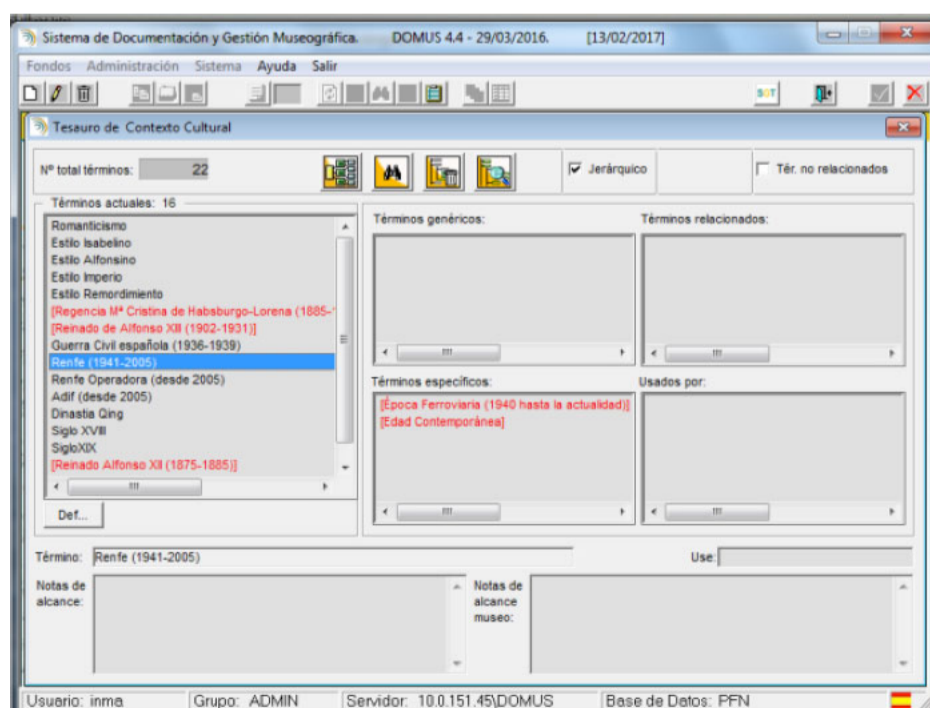 Sistema de Documentación y Gestión Museográfica. DOMUS 4.4 - 29/03/2016. [13/02/2017]
Fondos Administración Sistema Ayuda Salir
Tesauro de Contexto Cultural
Nº total términos: 22
Jerárquico
Tér. no relacionados
Términos actuales: 16
Romanticismo
Estilo Isabelino
Estilo Alfonsino
Estilo Imperio
Estilo Remordimiento
[Regencia Mª Cristina de Habsburgo-Lorena (1885-
[Reinado de Alfonso XIII (1902-1931)]
Guerra Civil española (1936-1939)
Renfe (1941-2005)
Renfe Operadora (desde 2005)
Adif (desde 2005)
Dinastia Qing
Siglo XVIII
SigloXIX
[Reinado Alfonso XII (1875-1885)]
Def...
Términos genéricos:
Términos relacionados:
Términos específicos:
[Época Ferroviaria (1940 hasta la actualidad)]
[Edad Contemporánea]
Usados por:
Término: Renfe (1941-2005)
Use:
Notas de
alcance:
Notas de
alcance
museo:
Usuario: inma Grupo: ADMIN Servidor: 10.0.151.45\DOMUS Base de Datos: PFN